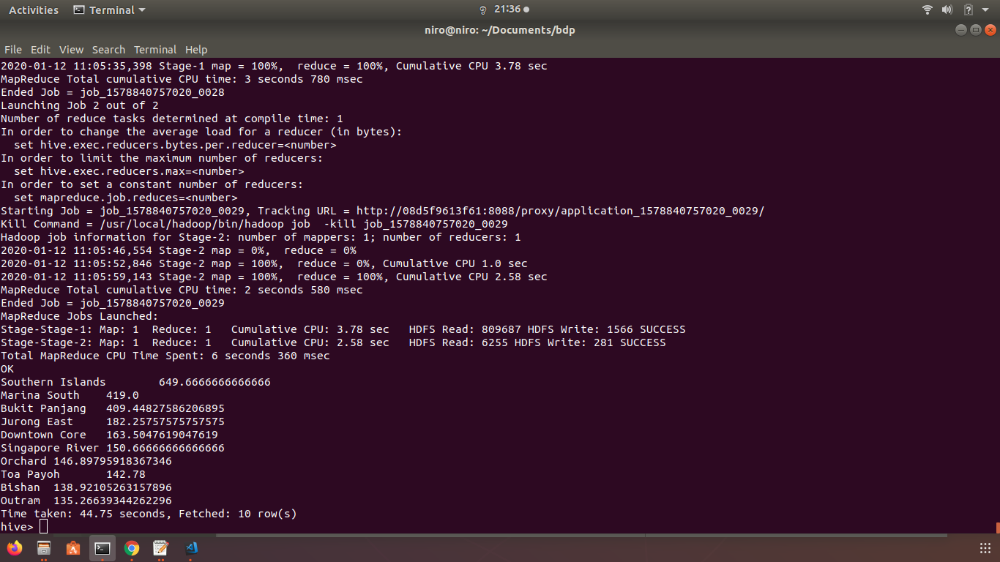 Activities Terminal 21:36
niro@niro: ~/Documents/bdp
File Edit View Search Terminal Help
2020-01-12 11:05:35,398 Stage-1 map = 100%,  reduce = 100%, Cumulative CPU 3.78 sec
MapReduce Total cumulative CPU time: 3 seconds 780 msec
Ended Job = job_1578840757020_0028
Launching Job 2 out of 2
Number of reduce tasks determined at compile time: 1
In order to change the average load for a reducer (in bytes):
  set hive.exec.reducers.bytes.per.reducer=<number>
In order to limit the maximum number of reducers:
  set hive.exec.reducers.max=<number>
In order to set a constant number of reducers:
  set mapreduce.job.reduces=<number>
Starting Job = job_1578840757020_0029, Tracking URL = http://08d5f9613f61:8088/proxy/application_1578840757020_0029/
Kill Command = /usr/local/hadoop/bin/hadoop job  -kill job_1578840757020_0029
Hadoop job information for Stage-2: number of mappers: 1; number of reducers: 1
2020-01-12 11:05:46,554 Stage-2 map = 0%,  reduce = 0%
2020-01-12 11:05:52,846 Stage-2 map = 100%,  reduce = 0%, Cumulative CPU 1.0 sec
2020-01-12 11:05:59,143 Stage-2 map = 100%,  reduce = 100%, Cumulative CPU 2.58 sec
MapReduce Total cumulative CPU time: 2 seconds 580 msec
Ended Job = job_1578840757020_0029
MapReduce Jobs Launched:
Stage-Stage-1: Map: 1  Reduce: 1   Cumulative CPU: 3.78 sec   HDFS Read: 809687 HDFS Write: 1566 SUCCESS
Stage-Stage-2: Map: 1  Reduce: 1   Cumulative CPU: 2.58 sec   HDFS Read: 6255 HDFS Write: 281 SUCCESS
Total MapReduce CPU Time Spent: 6 seconds 360 msec
OK
Southern Islands        649.6666666666666
Marina South    419.0
Bukit Panjang   409.44827586206895
Jurong East     182.25757575757575
Downtown Core   163.5047619047619
Singapore River 150.66666666666666
Orchard 146.89795918367346
Toa Payoh       142.78
Bishan  138.92105263157896
Outram  135.26639344262296
Time taken: 44.75 seconds, Fetched: 10 row(s)
hive>